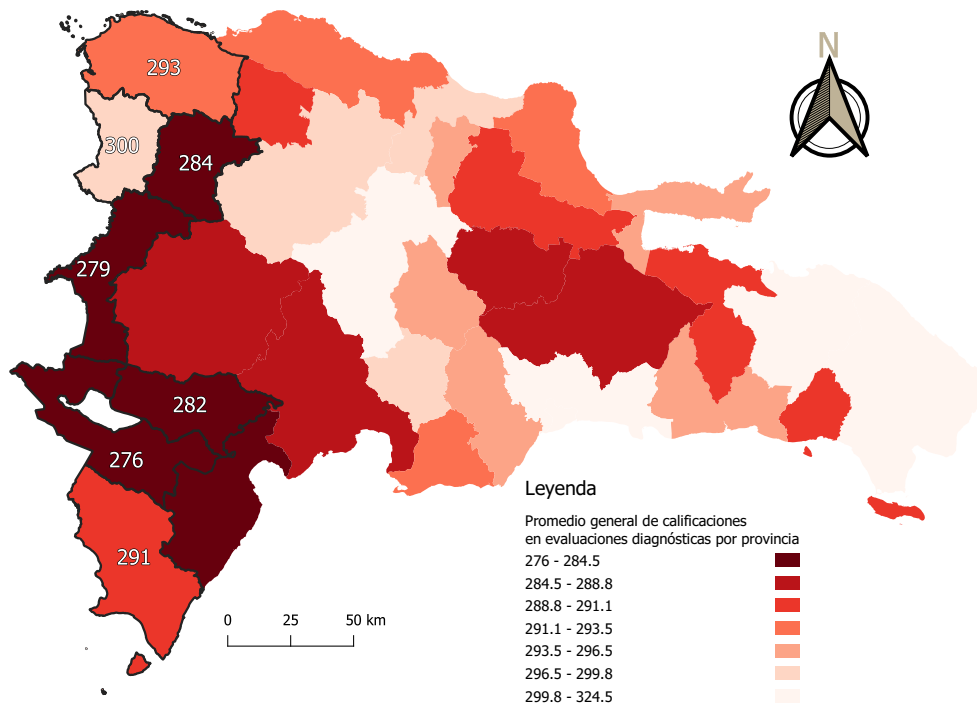 N
293
300
284
279
282
276
291
Leyenda
Promedio general de calificaciones
en evaluaciones diagnósticas por provincia
276 - 284.5
284.5 - 288.8
288.8 - 291.1
291.1 - 293.5
293.5 - 296.5
296.5 - 299.8
299.8 - 324.5
0 25 50 km